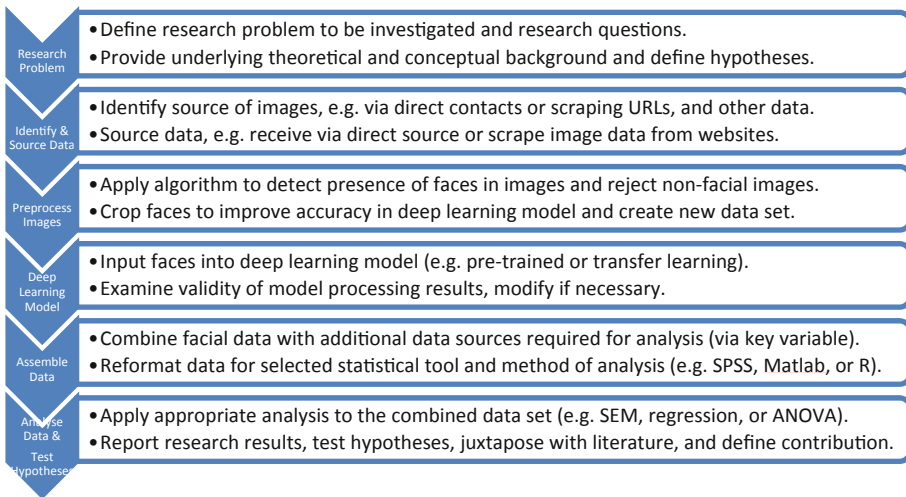 Research
Problem
•Define research problem to be investigated and research questions.
•Provide underlying theoretical and conceptual background and define hypotheses.
Identify &
Source Data
•Identify source of images, e.g. via direct contacts or scraping URLs, and other data.
•Source data, e.g. receive via direct source or scrape image data from websites.
Preprocess
Images
•Apply algorithm to detect presence of faces in images and reject non-facial images.
•Crop faces to improve accuracy in deep learning model and create new data set.
Deep
Learning
Model
•Input faces into deep learning model (e.g. pre-trained or transfer learning).
•Examine validity of model processing results, modify if necessary.
Assemble
Data
•Combine facial data with additional data sources required for analysis (via key variable).
•Reformat data for selected statistical tool and method of analysis (e.g. SPSS, Matlab, or R).
Analyse
Data &
Test
Hypotheses
•Apply appropriate analysis to the combined data set (e.g. SEM, regression, or ANOVA).
•Report research results, test hypotheses, juxtapose with literature, and define contribution.